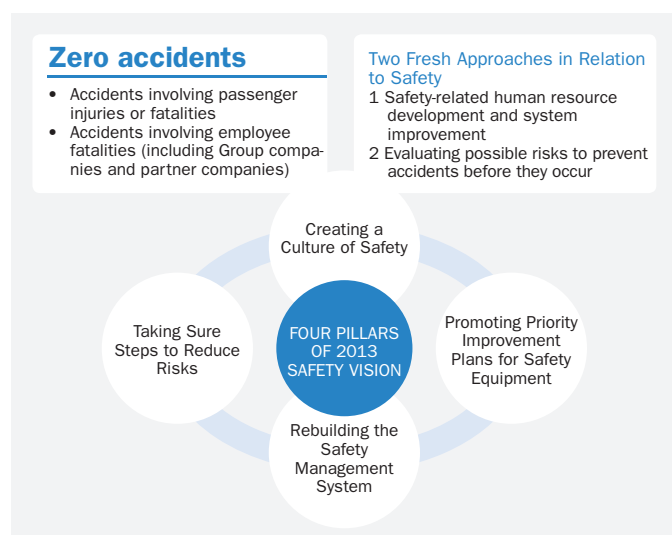 Zero accidents
• Accidents involving passenger
injuries or fatalities
• Accidents involving employee
fatalities (including Group compa-
nies and partner companies)
Two Fresh Approaches in Relation
to Safety
1 Safety-related human resource
development and system
improvement
2 Evaluating possible risks to prevent
accidents before they occur
Creating a
Culture of Safety
Taking Sure
Steps to Reduce
Risks
FOUR PILLARS
OF 2013
SAFETY VISION
Promoting Priority
Improvement
Plans for Safety
Equipment
Rebuilding the
Safety
Management
System